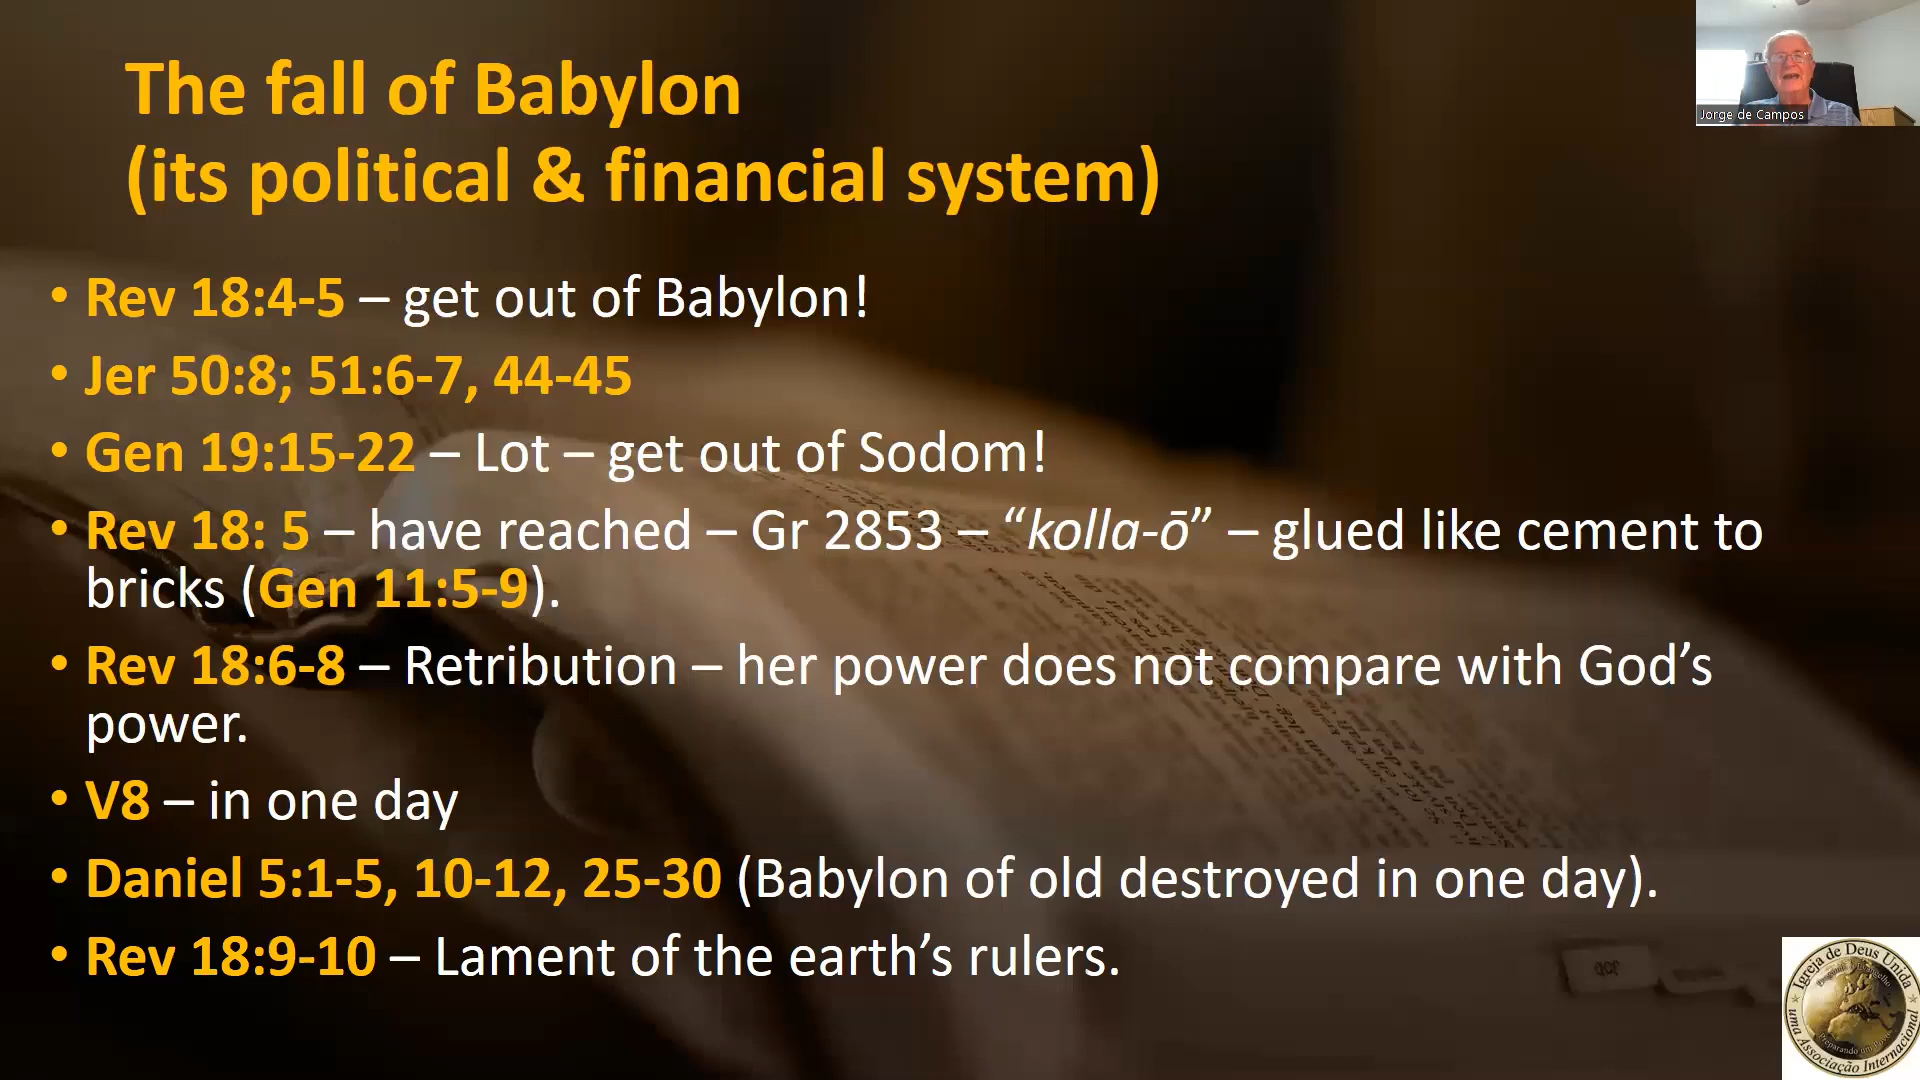 The fall of Babylon
(its political & financial system)
Jorge de Campos
• Rev 18:4-5 – get out of Babylon!
• Jer 50:8; 51:6-7, 44-45
• Gen 19:15-22 – Lot – get out of Sodom!
• Rev 18: 5 – have reached – Gr 2853 – “kolla-ō” – glued like cement to
bricks (Gen 11:5-9).
• Rev 18:6-8 – Retribution – her power does not compare with God’s
power.
• V8 – in one day
• Daniel 5:1-5, 10-12, 25-30 (Babylon of old destroyed in one day).
• Rev 18:9-10 – Lament of the earth’s rulers.
Igreja de Deus Unida
uma Associação Internacional